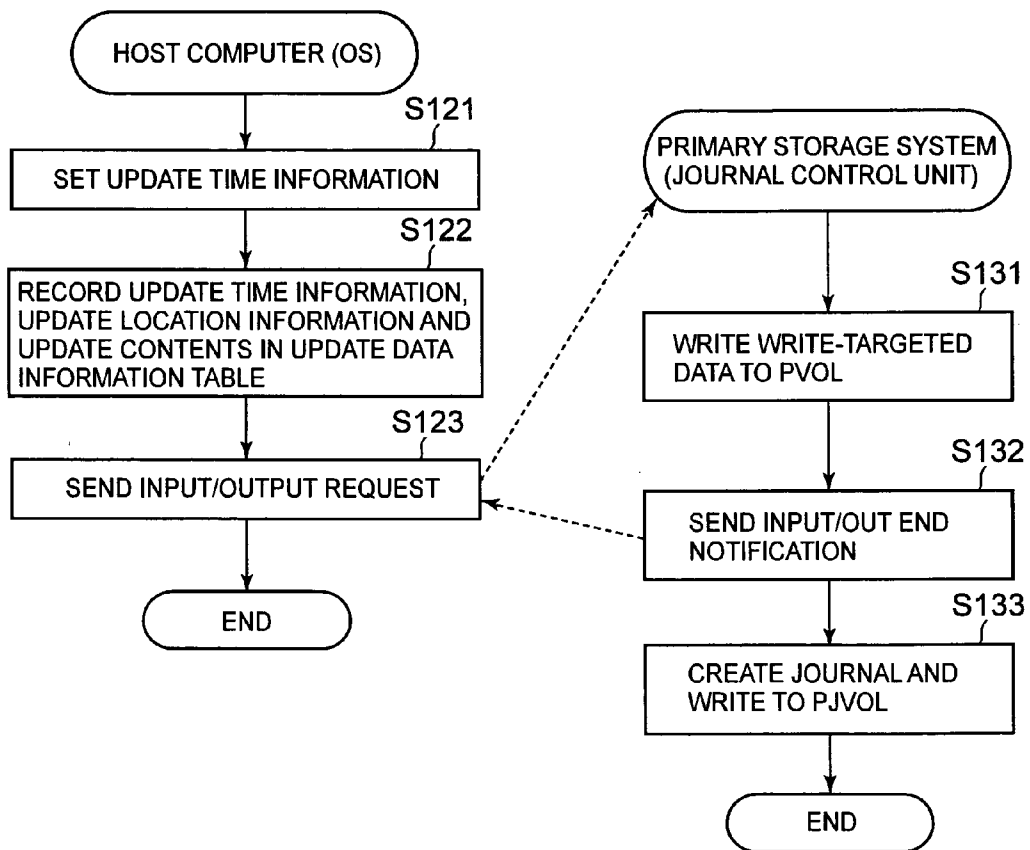 HOST COMPUTER (OS)
S121
SET UPDATE TIME INFORMATION
S122
RECORD UPDATE TIME INFORMATION,
UPDATE LOCATION INFORMATION AND
UPDATE CONTENTS IN UPDATE DATA
INFORMATION TABLE
S123
SEND INPUT/OUTPUT REQUEST
END
PRIMARY STORAGE SYSTEM
(JOURNAL CONTROL UNIT)
S131
WRITE WRITE-TARGETED
DATA TO PVOL
S132
SEND INPUT/OUT END
NOTIFICATION
S133
CREATE JOURNAL AND
WRITE TO PJVOL
END